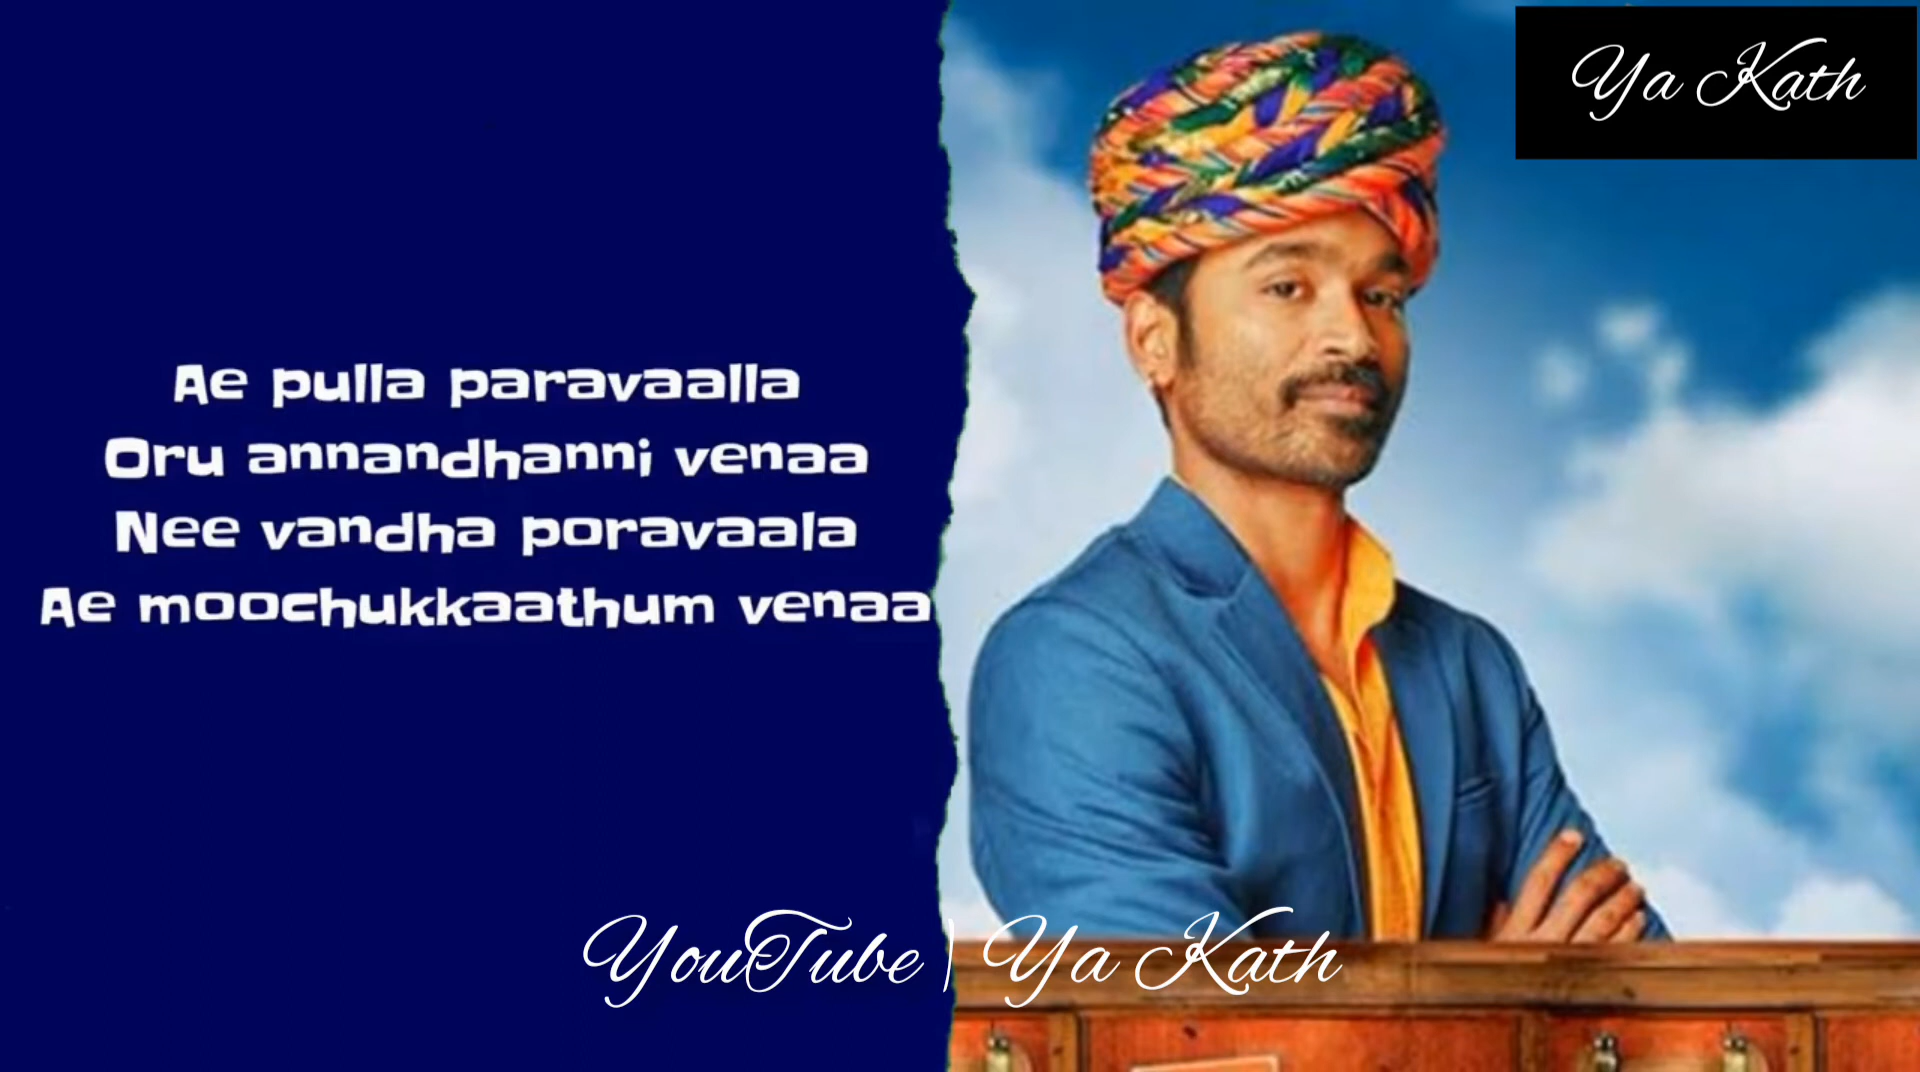 Ya Kath
Ae pulla paravaalla
Oru annandhanni venaa
Nee vandha poravaala
Ae moochukkaathum venaa
YouTube | Ya Kath